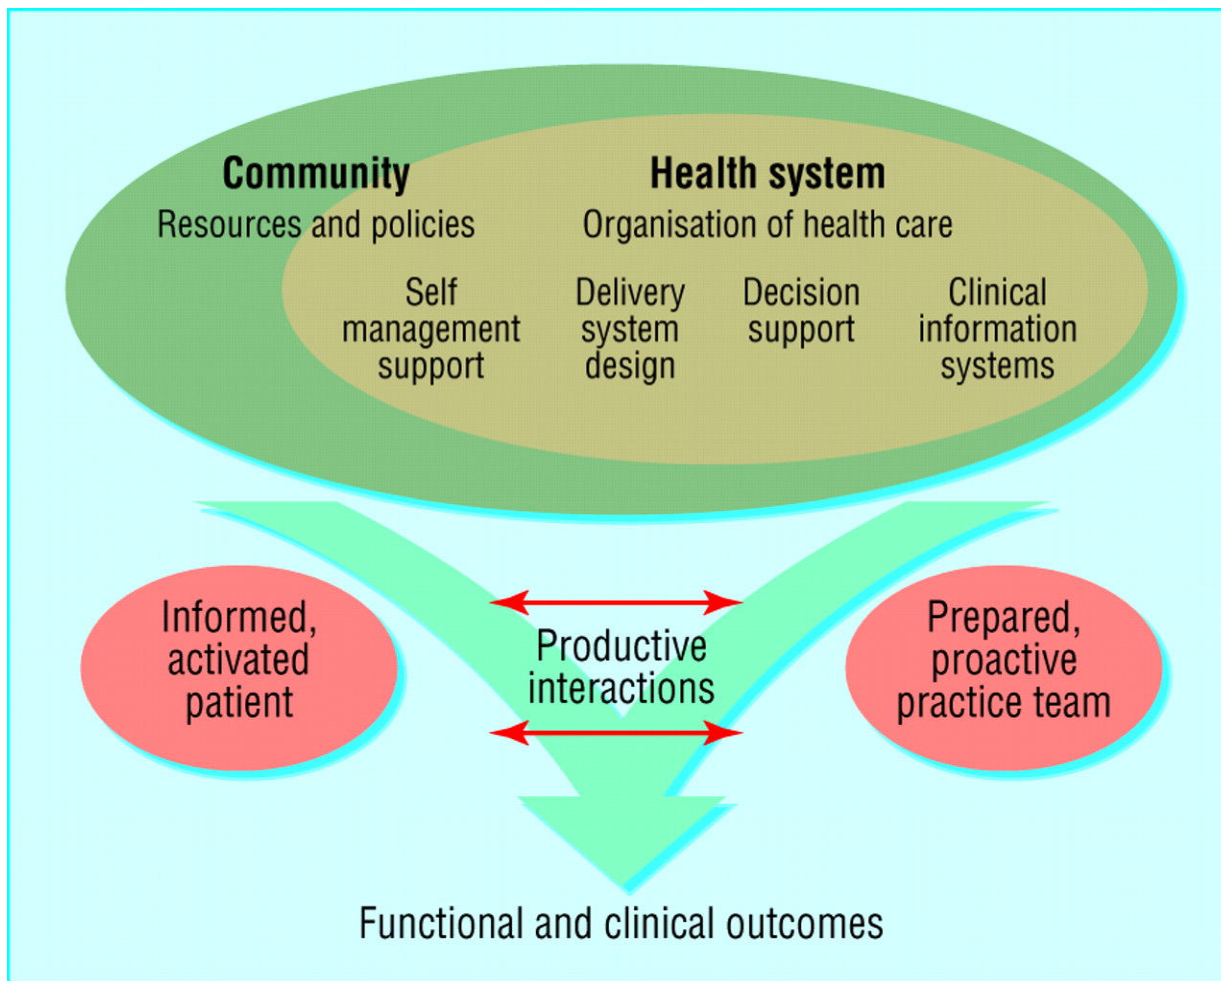 Community
Resources and policies
Health system
Organisation of health care
Self
management
support
Delivery
system
design
Decision
support
Clinical
information
systems
Informed,
activated
patient
Productive
interactions
Prepared,
proactive
practice team
Functional and clinical outcomes